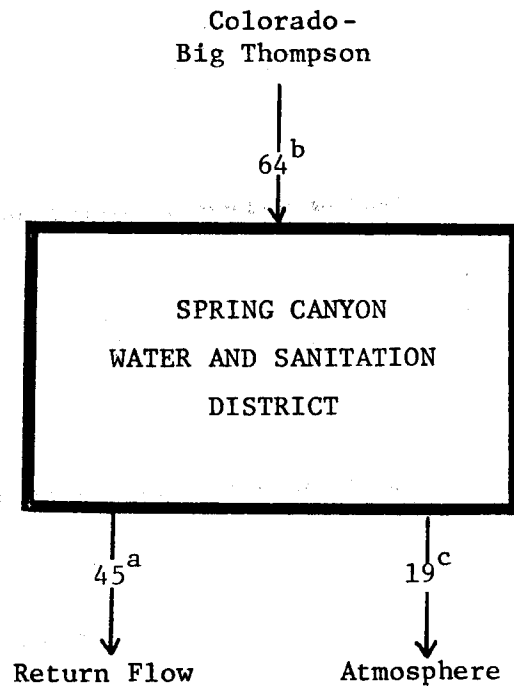 Colorado-
Big Thompson
64b
SPRING CANYON
WATER AND SANITATION
DISTRICT
45a
19c
Return Flow
Atmosphere